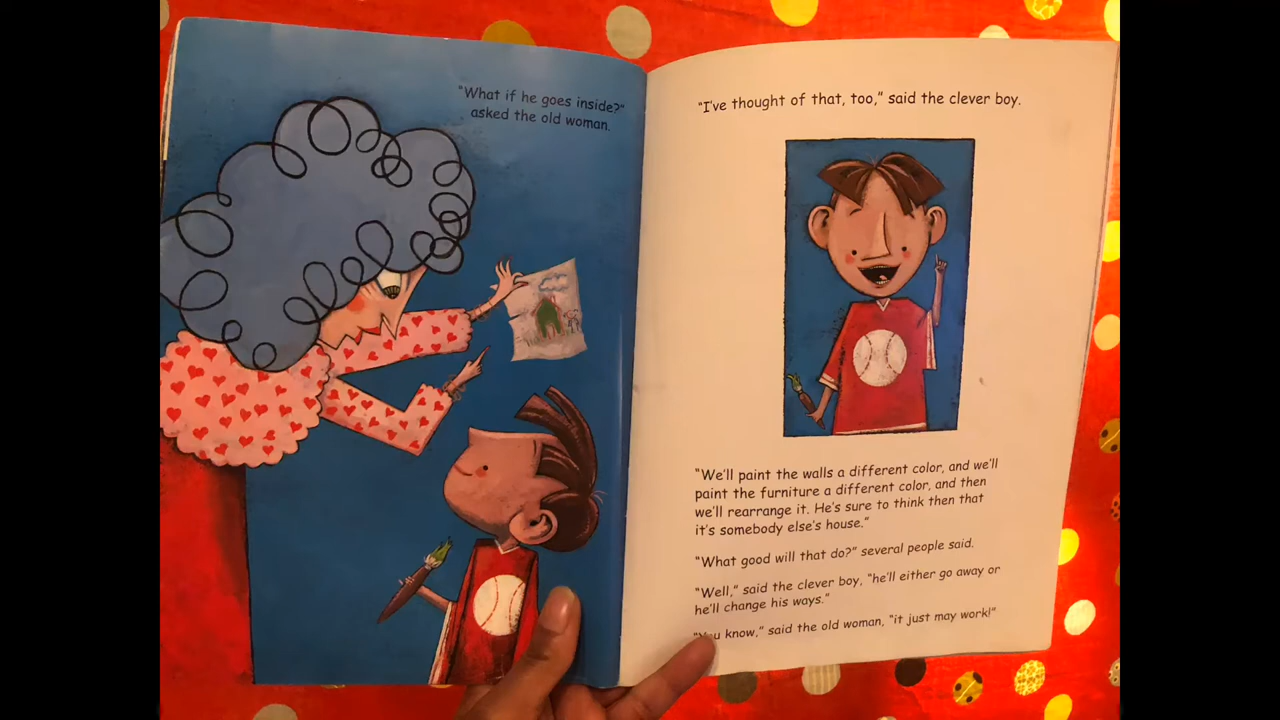 "What if he goes inside?"
asked the old woman.
"I've thought of that, too," said the clever boy.
"We'll paint the walls a different color, and we'll
paint the furniture a different color, and then
we'll rearrange it. He's sure to think then that
it's somebody else's house."
"What good will that do?" several people said.
"Well," said the clever boy, "he'll either go away or
he'll change his ways."
"You know," said the old woman, "it just may work!"